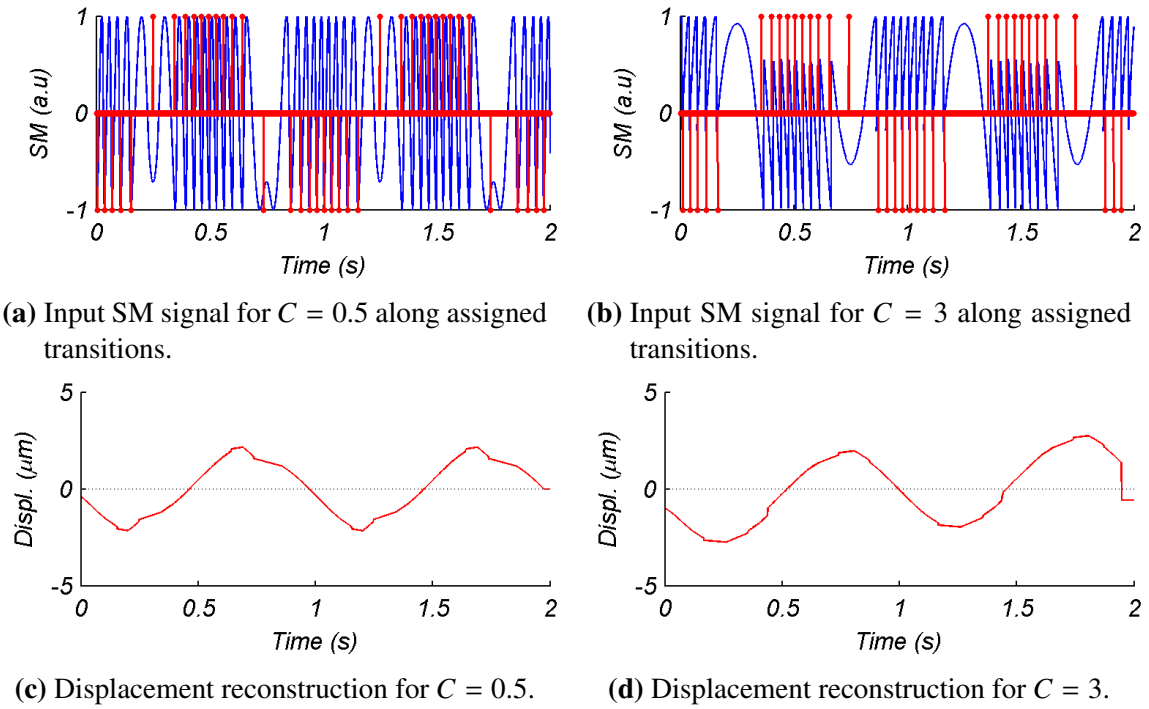 1
0
-1
SM (a.u)
0
0.5
1
1.5
2
Time (s)
1
0
-1
SM (a.u)
0
0.5
1
1.5
2
Time (s)
(a) Input SM signal for C = 0.5 along assigned
transitions.
(b) Input SM signal for C = 3 along assigned
transitions.
5
0
-5
Displ. (μm)
0
0.5
1
1.5
2
Time (s)
5
0
-5
Displ. (μm)
0
0.5
1
1.5
2
Time (s)
(c) Displacement reconstruction for C = 0.5.
(d) Displacement reconstruction for C = 3.